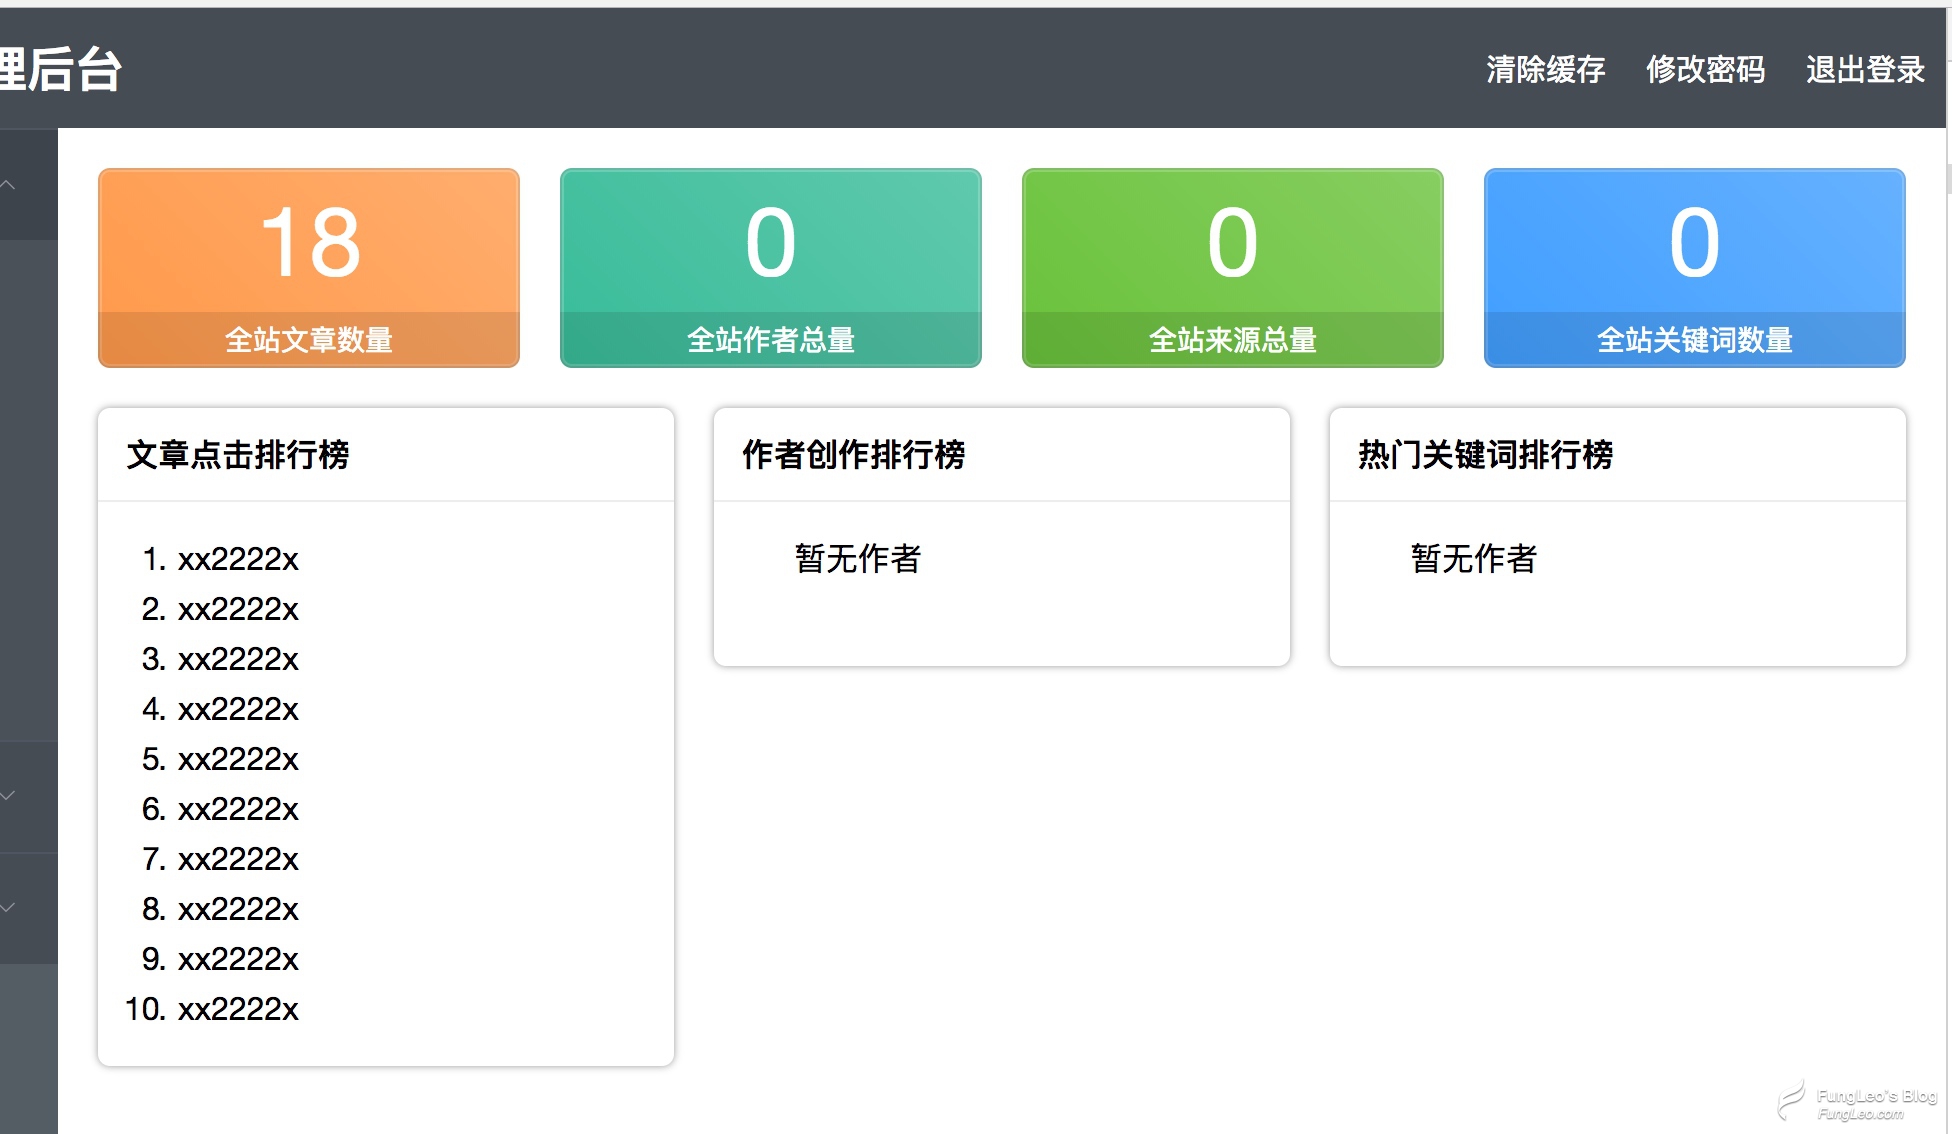 理后台
清除缓存 修改密码 退出登录
18
全站文章数量
0
全站作者总量
0
全站来源总量
0
全站关键词数量
文章点击排行榜
1. xx2222x
2. xx2222x
3. xx2222x
4. xx2222x
5. xx2222x
6. xx2222x
7. xx2222x
8. xx2222x
9. xx2222x
10. xx2222x
作者创作排行榜
暂无作者
热门关键词排行榜
暂无作者
FungLeo's Blog
FungLeo.com